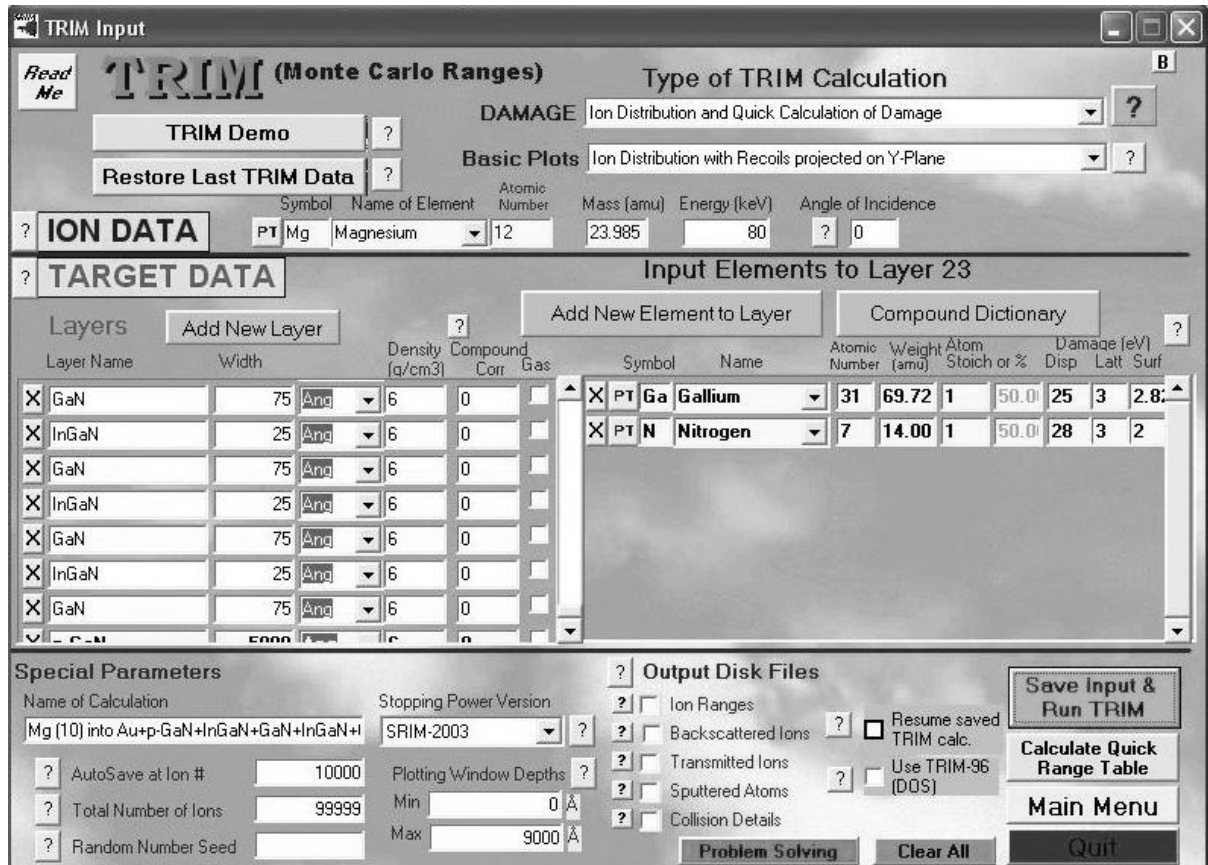 TRIM Input
Read Me
TRIM (Monte Carlo Ranges)
Type of TRIM Calculation
B
DAMAGE Ion Distribution and Quick Calculation of Damage ?
TRIM Demo ?
Basic Plots Ion Distribution with Recoils projected on Y-Plane ?
Restore Last TRIM Data ?
Symbol Name of Element Atomic Number Mass (amu) Energy (keV) Angle of Incidence
? ION DATA PT Mg Magnesium 12 23.985 80 ? 0
? TARGET DATA
Input Elements to Layer 23
Layers Add New Layer ?
Add New Element to Layer Compound Dictionary ?
Layer Name Width Density (g/cm3) Compound Corr Gas
Symbol Name Atomic Number Weight (amu) Atom Stoich or % Damage (eV) Disp Latt Surf
X GaN 75 Ang 6 0
X PT Ga Gallium 31 69.72 1 50.0 25 3 2.82
X InGaN 25 Ang 6 0
X PT N Nitrogen 7 14.00 1 50.0 28 3 2
X GaN 75 Ang 6 0
X InGaN 25 Ang 6 0
X GaN 75 Ang 6 0
X InGaN 25 Ang 6 0
X GaN 75 Ang 6 0
Special Parameters
Name of Calculation
Mg (10) into Au+p-GaN+InGaN+GaN+InGaN+
Stopping Power Version
SRIM-2003 ?
? AutoSave at Ion # 10000
? Total Number of Ions 99999
? Random Number Seed
Plotting Window Depths ?
Min 0 Å
Max 9000 Å
? Output Disk Files
? Ion Ranges
? Backscattered Ions
? Transmitted Ions
? Sputtered Atoms
? Collision Details
? Resume saved TRIM calc.
? Use TRIM-96 (DOS)
Problem Solving
Clear All
Save Input & Run TRIM
Calculate Quick Range Table
Main Menu
Quit